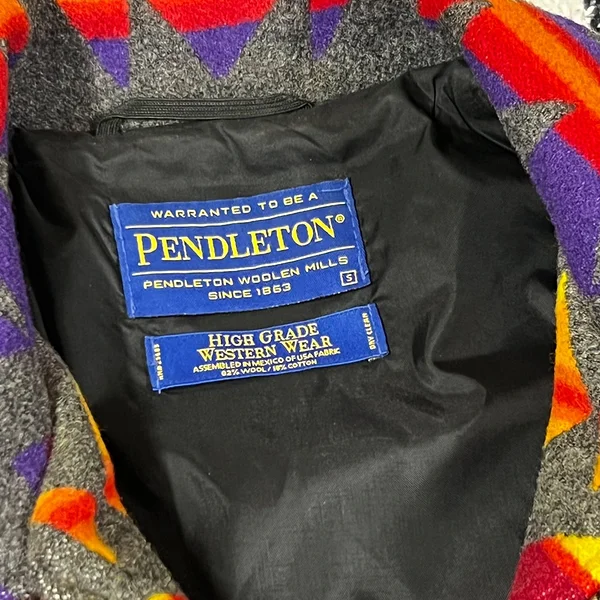 WARRANTED TO BE A
PENDLETON®
PENDLETON WOOLEN MILLS
SINCE 1863
S
HIGH GRADE
WESTERN WEAR
ASSEMBLED IN MEXICO OF USA FABRIC
82% WOOL / 18% COTTON
DRY CLEAN